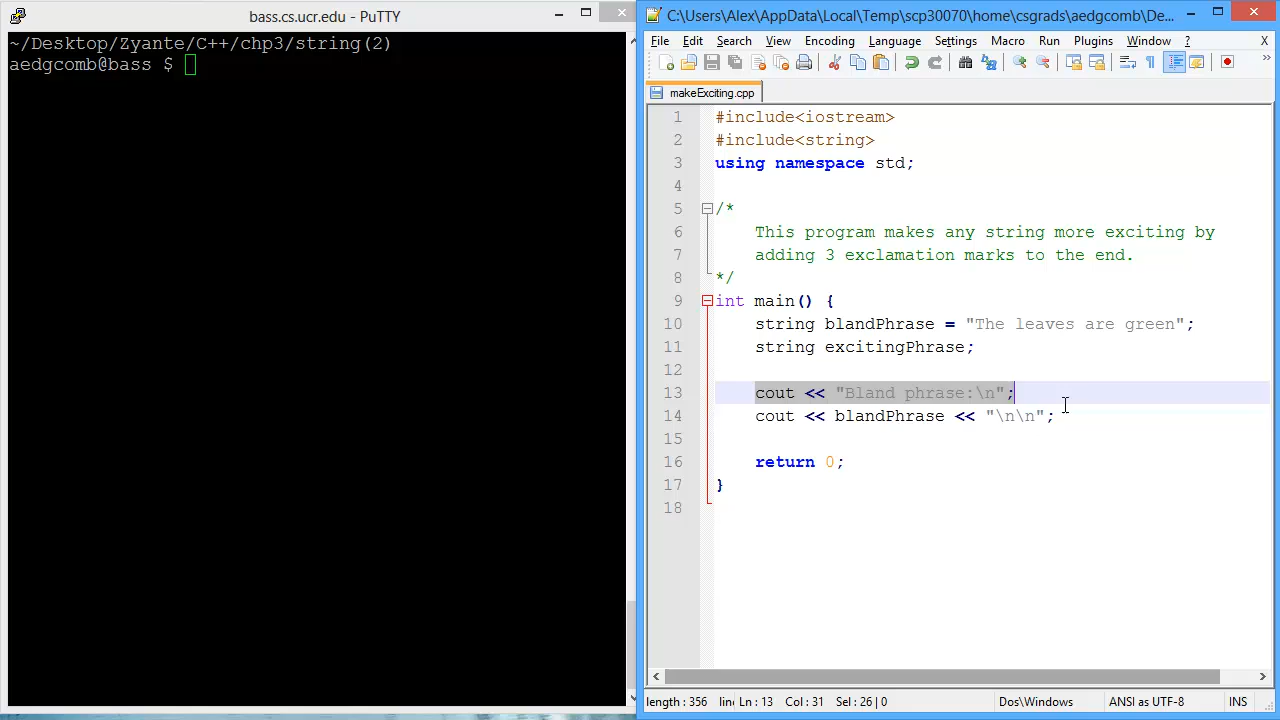 bass.cs.ucr.edu - PuTTY
~/Desktop/Zyante/C++/chp3/string(2)
aedgcomb@bass $
C:\Users\Alex\AppData\Local\Temp\scp30070\home\csgrads\aedgcomb\De...
File Edit Search View Encoding Language Settings Macro Run Plugins Window ? X
makeExciting.cpp
1 #include<iostream>
2 #include<string>
3 using namespace std;
4
5 /*
6 This program makes any string more exciting by
7 adding 3 exclamation marks to the end.
8 */
9 int main() {
10 string blandPhrase = "The leaves are green";
11 string excitingPhrase;
12
13 cout << "Bland phrase:\n";
14 cout << blandPhrase << "\n\n";
15
16 return 0;
17 }
18
length : 356 line Ln : 13 Col : 31 Sel : 26 | 0 Dos\Windows ANSI as UTF-8 INS